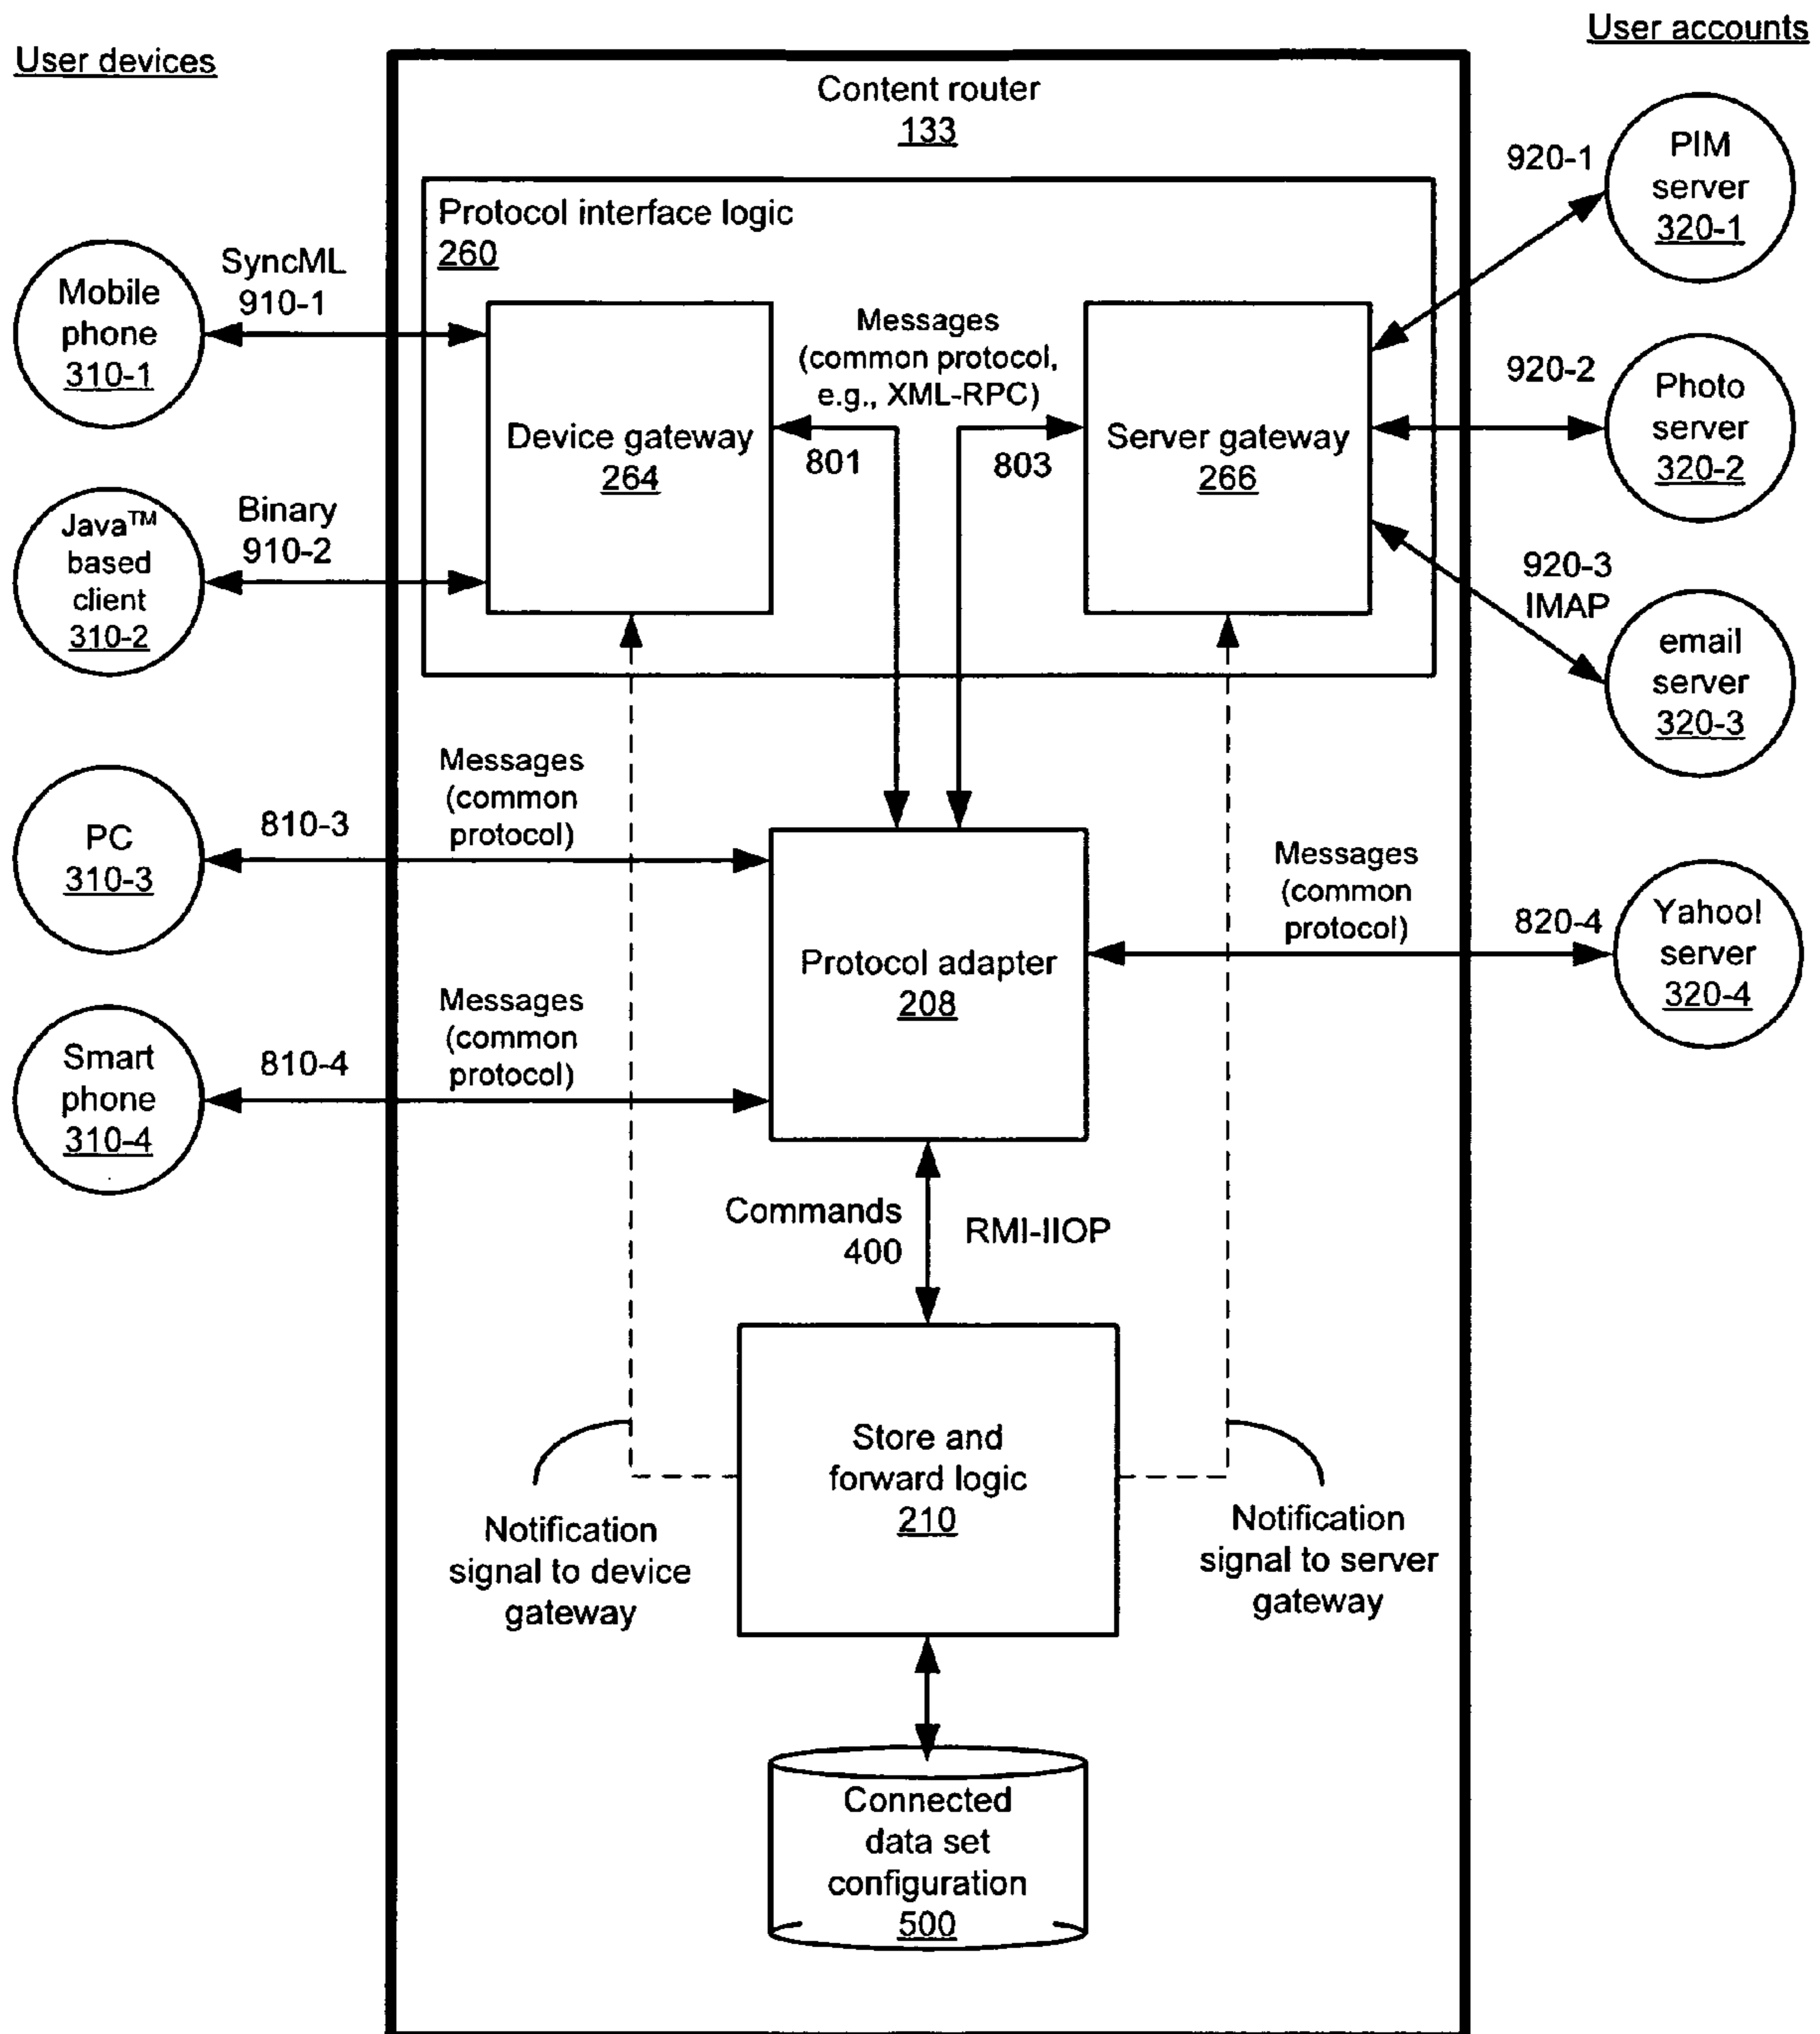 User devices
User accounts
Content router
133
Protocol interface logic
260
Mobile
phone
310-1
SyncML
910-1
Device gateway
264
Messages
(common protocol,
e.g., XML-RPC)
801
803
Server gateway
266
920-1
PIM
server
320-1
920-2
Photo
server
320-2
Java™
based
client
310-2
Binary
910-2
920-3
IMAP
email
server
320-3
PC
310-3
810-3
Messages
(common
protocol)
Protocol adapter
208
Messages
(common
protocol)
820-4
Yahoo!
server
320-4
Smart
phone
310-4
810-4
Messages
(common
protocol)
Commands
400
RMI-IIOP
Store and
forward logic
210
Notification
signal to device
gateway
Notification
signal to server
gateway
Connected
data set
configuration
500